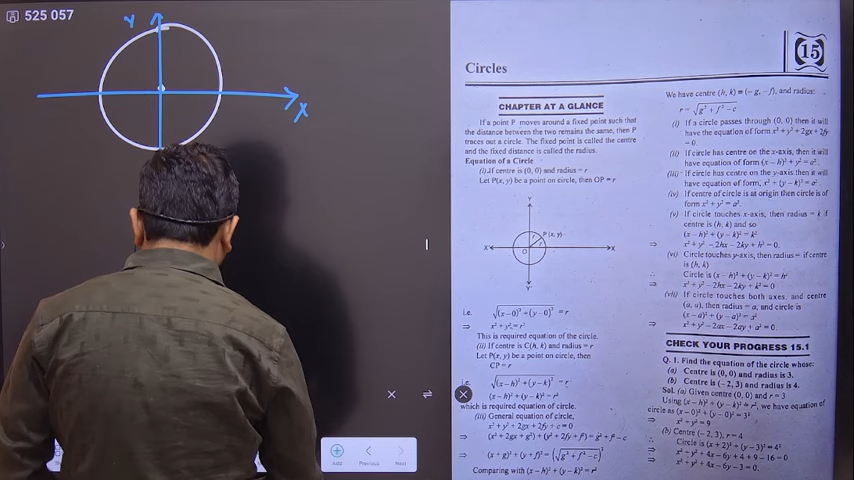 525 057
Y
X
Add
Previous
Next
15
Circles
CHAPTER AT A GLANCE
If a point P moves around a fixed point such that
the distance between the two remains the same, then P
traces out a circle. The fixed point is called the centre
and the fixed distance is called the radius.
Equation of a Circle
(i) If centre is (0, 0) and radius = r
Let P(x, y) be a point on circle, then OP = r
Y
P (x, y)
r
X'
O
X
Y'
i.e. √(x−0)² + (y−0)² = r
⇒ x² + y² = r²
This is required equation of the circle.
(ii) If centre is C(h, k) and radius = r
Let P(x, y) be a point on circle, then
CP = r
i.e. √(x−h)² + (y−k)² = r
(x−h)² + (y−k)² = r²
which is required equation of circle.
(iii) General equation of circle,
x² + y² + 2gx + 2fy + c = 0
⇒ (x² + 2gx + g²) + (y² + 2fy + f²) = g² + f² − c
⇒ (x + g)² + (y + f)² = (√g² + f² − c)²
Comparing with (x−h)² + (y−k)² = r²
We have centre (h, k) = (−g, −f), and radius:
r = √g² + f² − c
(i) If a circle passes through (0, 0) then it will
have the equation of form x² + y² + 2gx + 2fy
= 0.
(ii) If circle has centre on the x-axis, then it will
have equation of form (x−h)² + y² = a².
(iii) If circle has centre on the y-axis then it will
have equation of form, x² + (y−k)² = a²
(iv) If centre of circle is at origin then circle is of
form x² + y² = a².
(v) If circle touches x-axis, then radius = k if
centre is (h, k) and so
(x−h)² + (y−k)² = k²
⇒ x² + y² − 2hx − 2ky + h² = 0.
(vi) Circle touches y-axis, then radius = if centre
is (h, k)
∴ Circle is (x−h)² + (y−k)² = h²
⇒ x² + y² − 2hx − 2ky + k² = 0
(vii) If circle touches both axes, and centre
(a, a), then radius = a, and circle is
(x−a)² + (y−a)² = a²
⇒ x² + y² − 2ax − 2ay + a² = 0.
CHECK YOUR PROGRESS 15.1
Q. 1. Find the equation of the circle whose:
(a) Centre is (0, 0) and radius is 3.
(b) Centre is (−2, 3) and radius is 4.
Sol. (a) Given centre (0, 0) and r = 3
Using (x−h)² + (y−k)² = r², we have equation of
circle as (x−0)² + (y−0)² = 3²
⇒ x² + y² = 9
(b) Centre (−2, 3), r = 4
Circle is (x+2)² + (y−3)² = 4²
⇒ x² + y² + 4x − 6y + 4 + 9 − 16 = 0
⇒ x² + y² + 4x − 6y − 3 = 0.